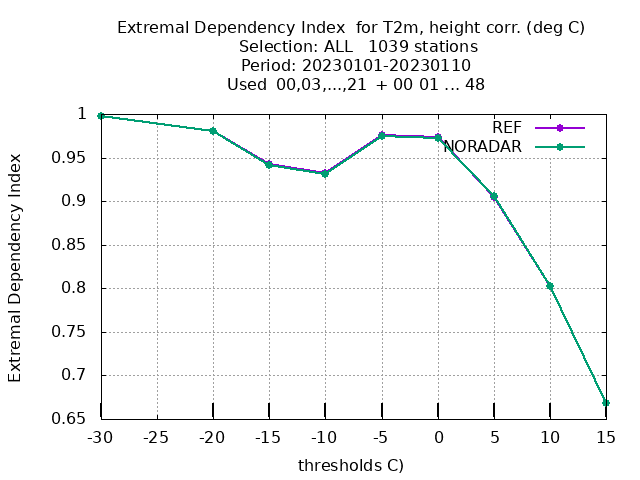 Extremal Dependency Index  for T2m, height corr. (deg C)
Selection: ALL   1039 stations
Period: 20230101-20230110
Used  00,03,...,21  + 00 01 ... 48
Extremal Dependency Index
1
0.95
0.9
0.85
0.8
0.75
0.7
0.65
REF
NORADAR
-30 -25 -20 -15 -10 -5 0 5 10 15
thresholds C)